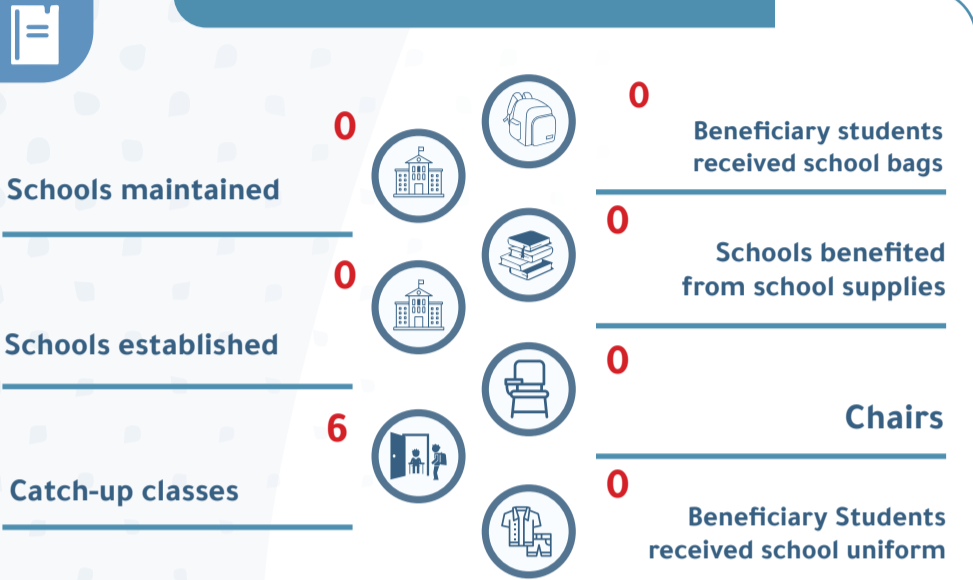 0
Schools maintained
0
Schools established
6
Catch-up classes
0
Beneficiary students
received school bags
0
Schools benefited
from school supplies
0
Chairs
0
Beneficiary Students
received school uniform